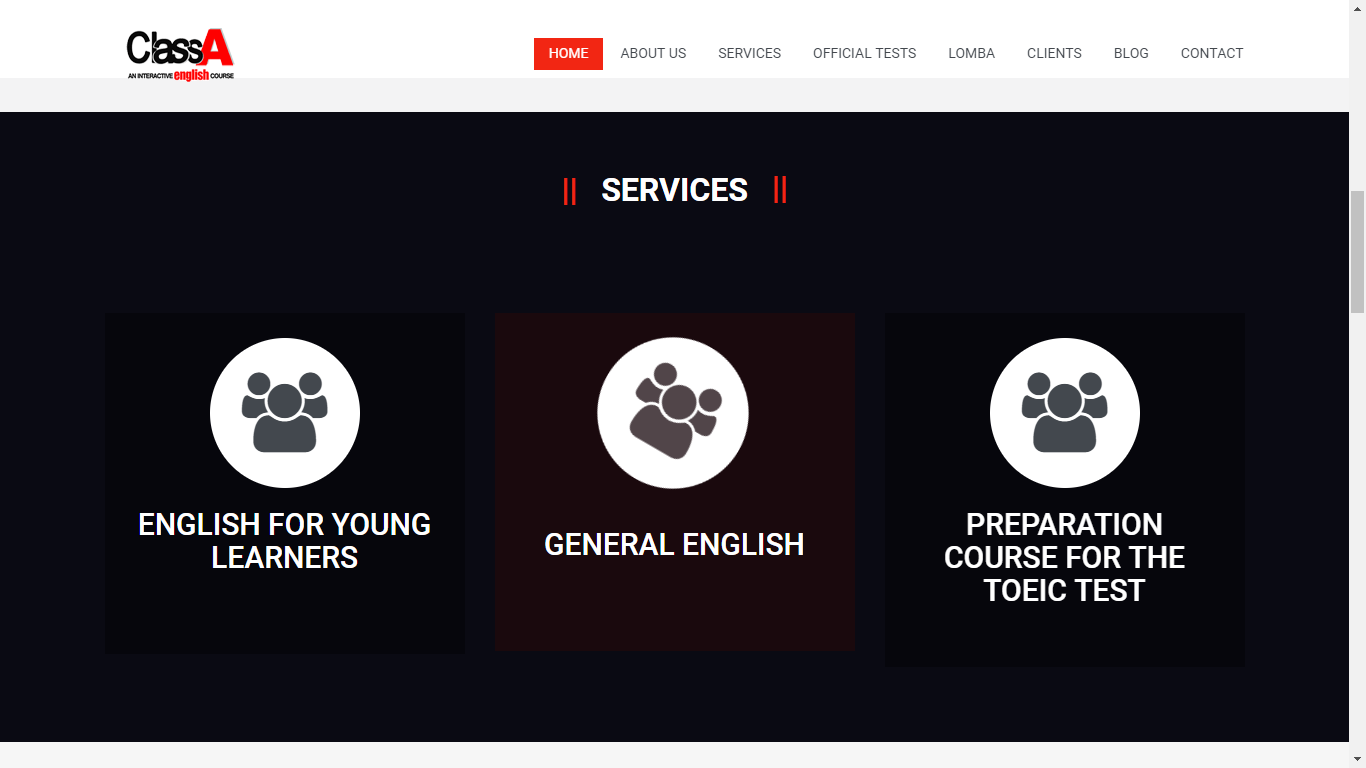 ClassA
AN INTERACTIVE english COURSE
HOME ABOUT US SERVICES OFFICIAL TESTS LOMBA CLIENTS BLOG CONTACT
|| SERVICES ||
ENGLISH FOR YOUNG
LEARNERS
GENERAL ENGLISH
PREPARATION
COURSE FOR THE
TOEIC TEST